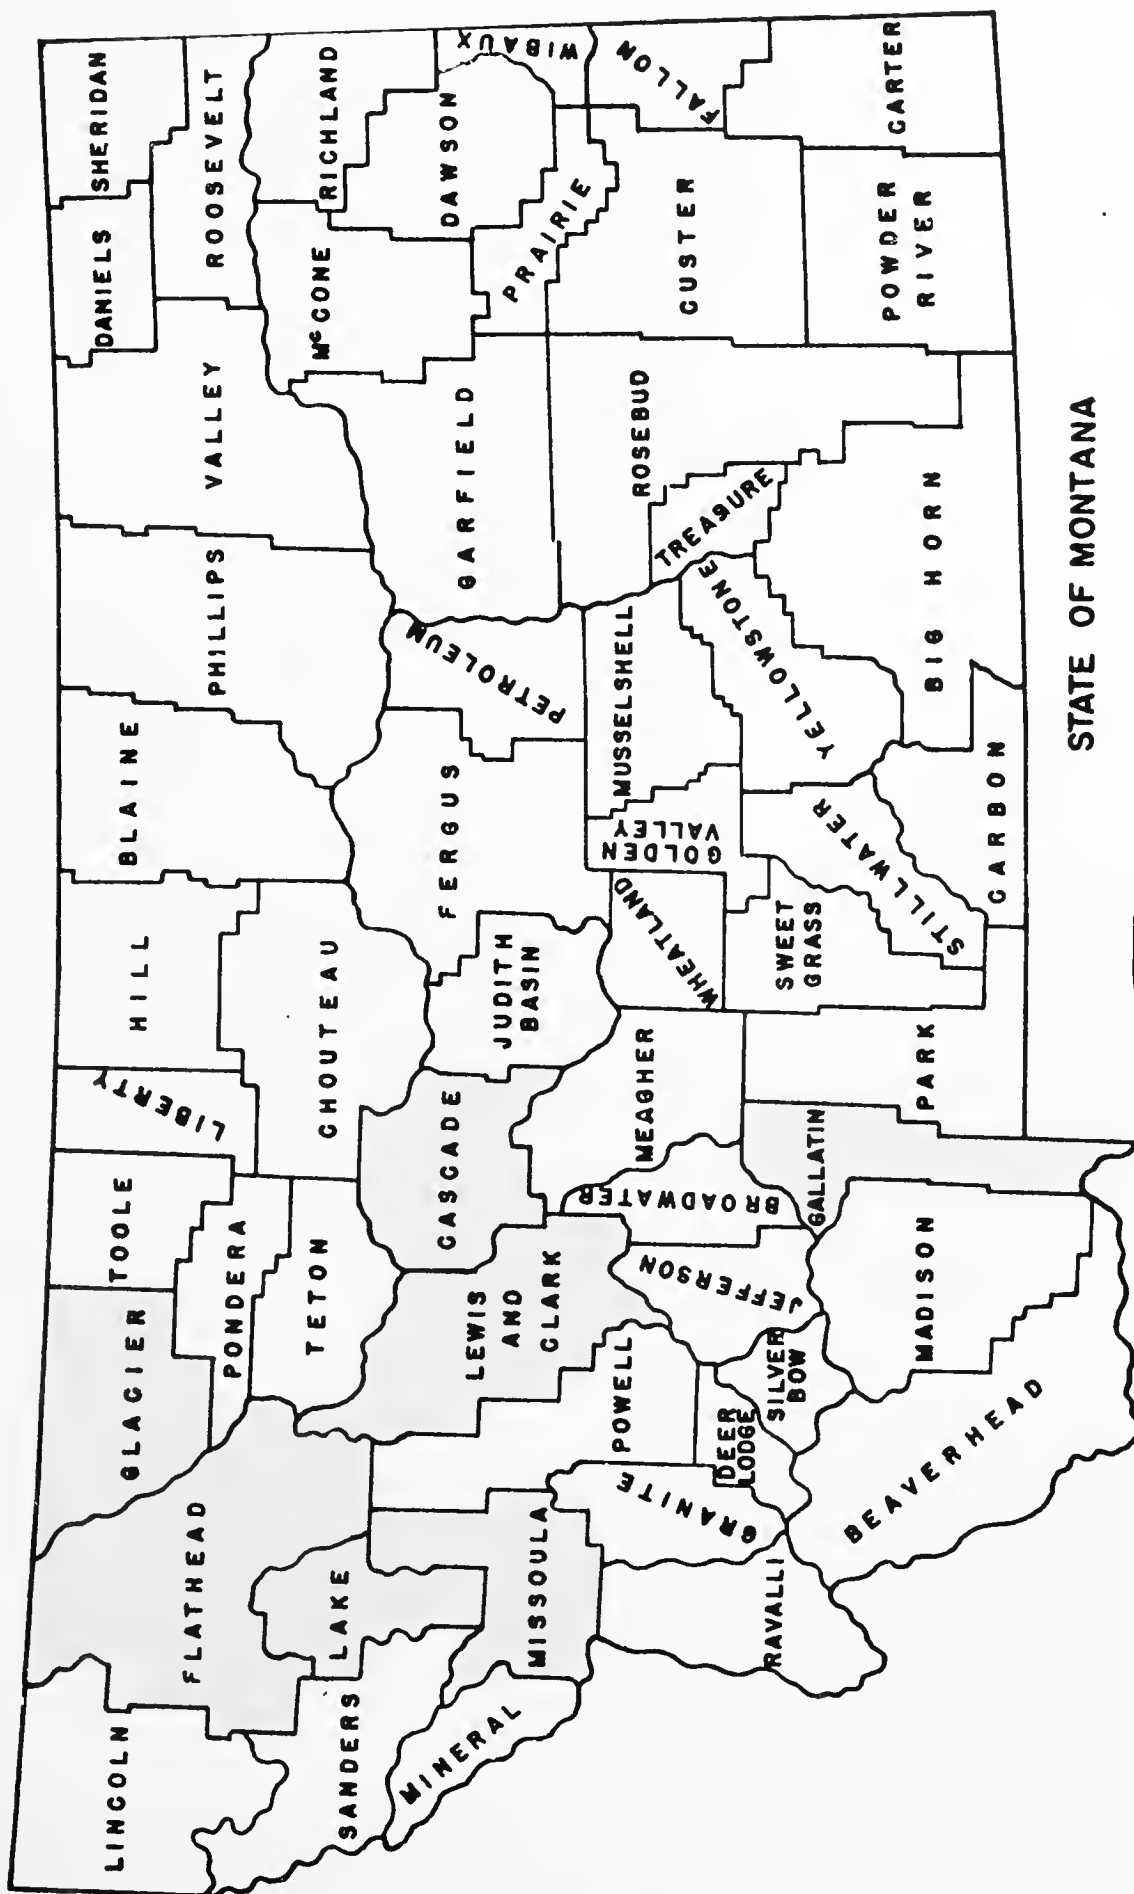 LINCOLN
FLATHEAD
GLACIER
TOOLE
LIBERTY
HILL
BLAINE
PHILLIPS
VALLEY
DANIELS
SHERIDAN
ROOSEVELT
SANDERS
LAKE
PONDERA
TETON
CHOUTEAU
MCCONE
RICHLAND
MINERAL
MISSOULA
POWELL
LEWIS
AND
CLARK
CASCADE
JUDITH
BASIN
FERGUS
PETROLEUM
GARFIELD
DAWSON
WIBAUX
PRAIRIE
RAVALLI
GRANITE
DEER
LODGE
SILVER
BOW
JEFFERSON
BROADWATER
MEAGHER
WHEATLAND
GOLDEN
VALLEY
MUSSELSHELL
ROSEBUD
TREASURE
CUSTER
FALLON
BEAVERHEAD
MADISON
GALLATIN
PARK
SWEET
GRASS
STILLWATER
CARBON
YELLOWSTONE
BIG HORN
POWDER
RIVER
CARTER
STATE OF MONTANA